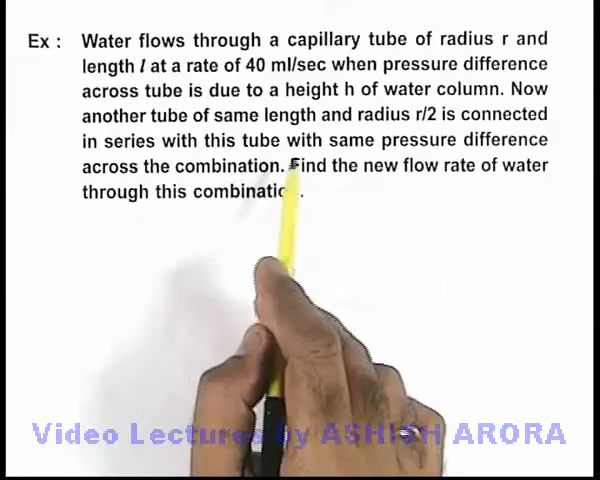 Ex : Water flows through a capillary tube of radius r and
length l at a rate of 40 ml/sec when pressure difference
across tube is due to a height h of water column. Now
another tube of same length and radius r/2 is connected
in series with this tube with same pressure difference
across the combination. Find the new flow rate of water
through this combination.
Video Lectures by ASHISH ARORA